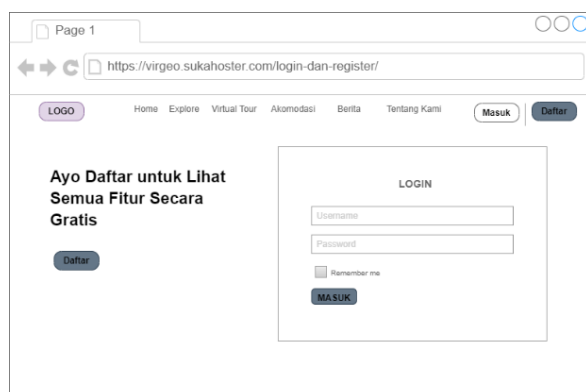 Page 1
https://virgeo.sukahoster.com/login-dan-register/
LOGO Home Explore Virtual Tour Akomodasi Berita Tentang Kami Masuk Daftar
Ayo Daftar untuk Lihat
Semua Fitur Secara
Gratis
Daftar
LOGIN
Username
Password
Remember me
MASUK